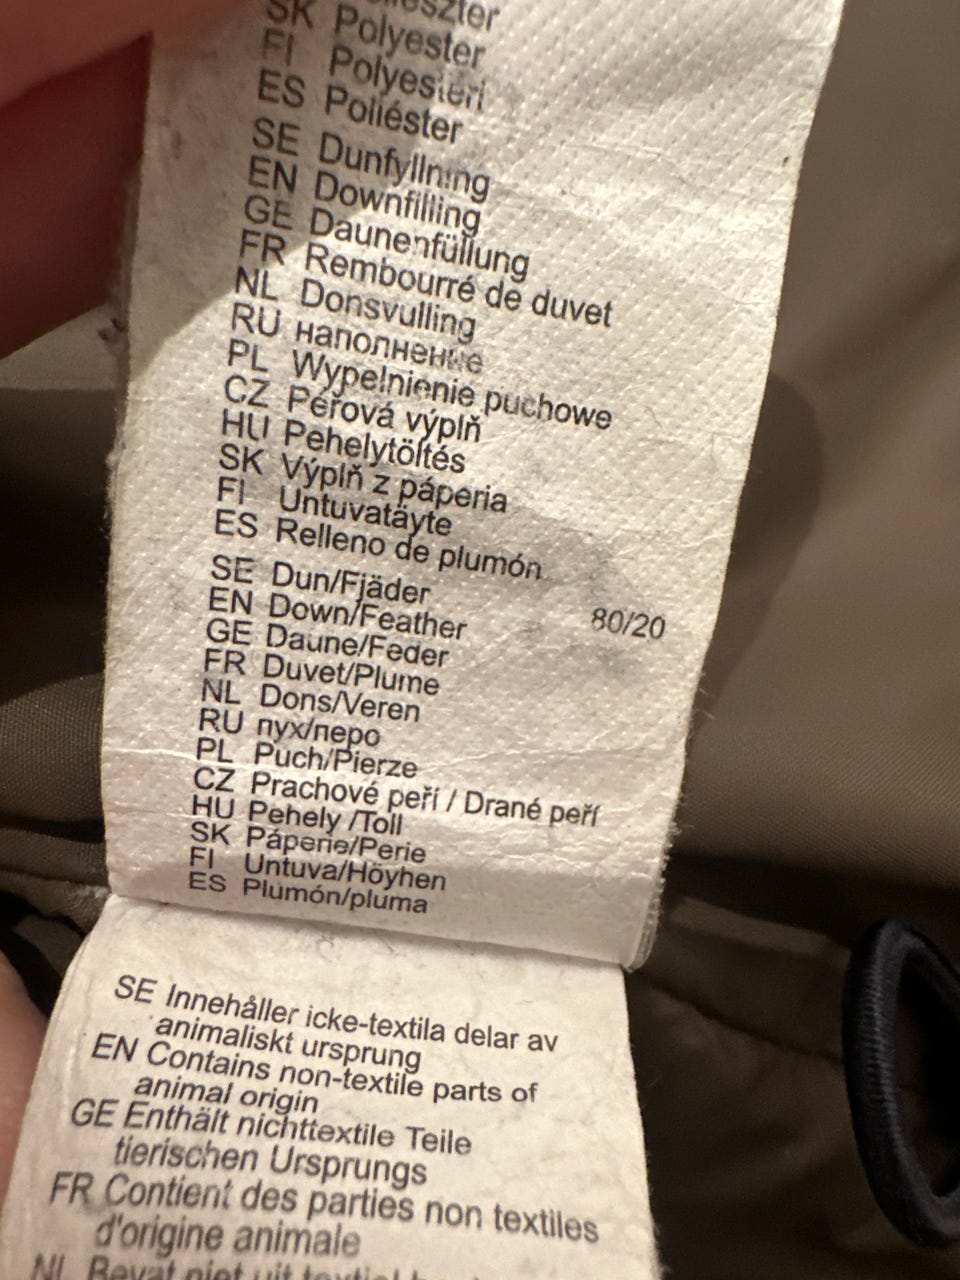 SK Polyester
FI Polyesteri
ES Poliéster
SE Dunfyllning
EN Downfilling
GE Daunenfüllung
FR Rembourré de duvet
NL Donsvulling
RU наполнение
PL Wypełnienie puchowe
CZ Péřová výplň
HU Pehelytöltés
SK Výplň z páperia
FI Untuvatäyte
ES Relleno de plumón
SE Dun/Fjäder
EN Down/Feather 80/20
GE Daune/Feder
FR Duvet/Plume
NL Dons/Veren
RU пух/перо
PL Puch/Pierze
CZ Prachové peří / Drané peří
HU Pehely /Toll
SK Páperie/Perie
FI Untuva/Höyhen
ES Plumón/pluma
SE Innehåller icke-textila delar av
animaliskt ursprung
EN Contains non-textile parts of
animal origin
GE Enthält nichttextile Teile
tierischen Ursprungs
FR Contient des parties non textiles
d'origine animale
NL Bevat niet uit